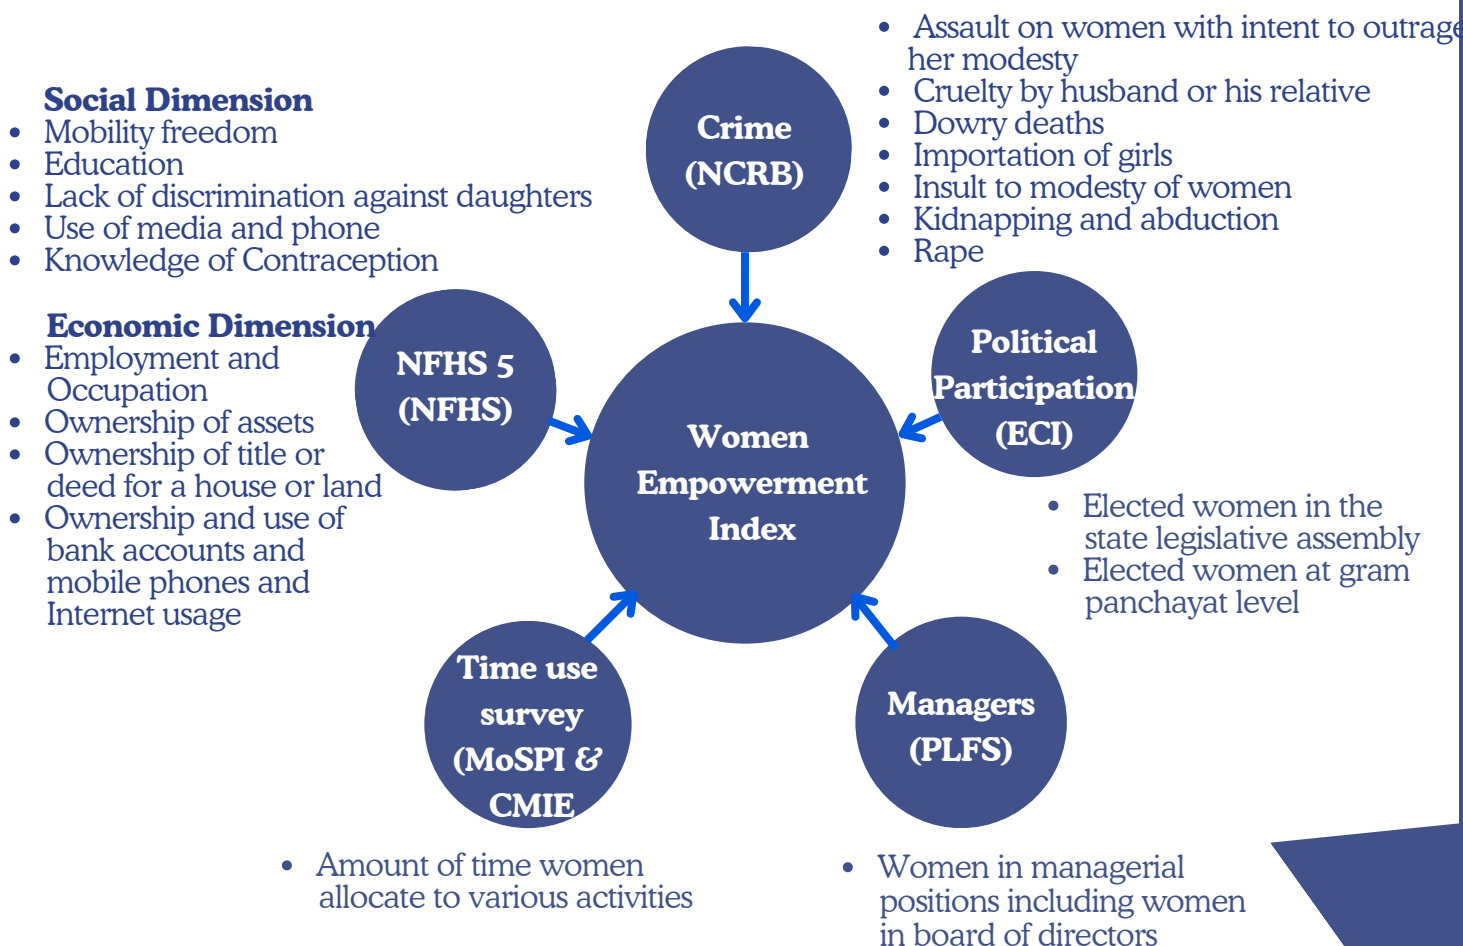 Social Dimension
• Mobility freedom
• Education
• Lack of discrimination against daughters
• Use of media and phone
• Knowledge of Contraception
Economic Dimension
• Employment and
Occupation
• Ownership of assets
• Ownership of title or
deed for a house or land
• Ownership and use of
bank accounts and
mobile phones and
Internet usage
Crime
(NCRB)
• Assault on women with intent to outrage
her modesty
• Cruelty by husband or his relative
• Dowry deaths
• Importation of girls
• Insult to modesty of women
• Kidnapping and abduction
• Rape
NFHS 5
(NFHS)
Women
Empowerment
Index
Political
Participation
(ECI)
• Elected women in the
state legislative assembly
• Elected women at gram
panchayat level
Time use
survey
(MoSPI &
CMIE
• Amount of time women
allocate to various activities
Managers
(PLFS)
• Women in managerial
positions including women
in board of directors